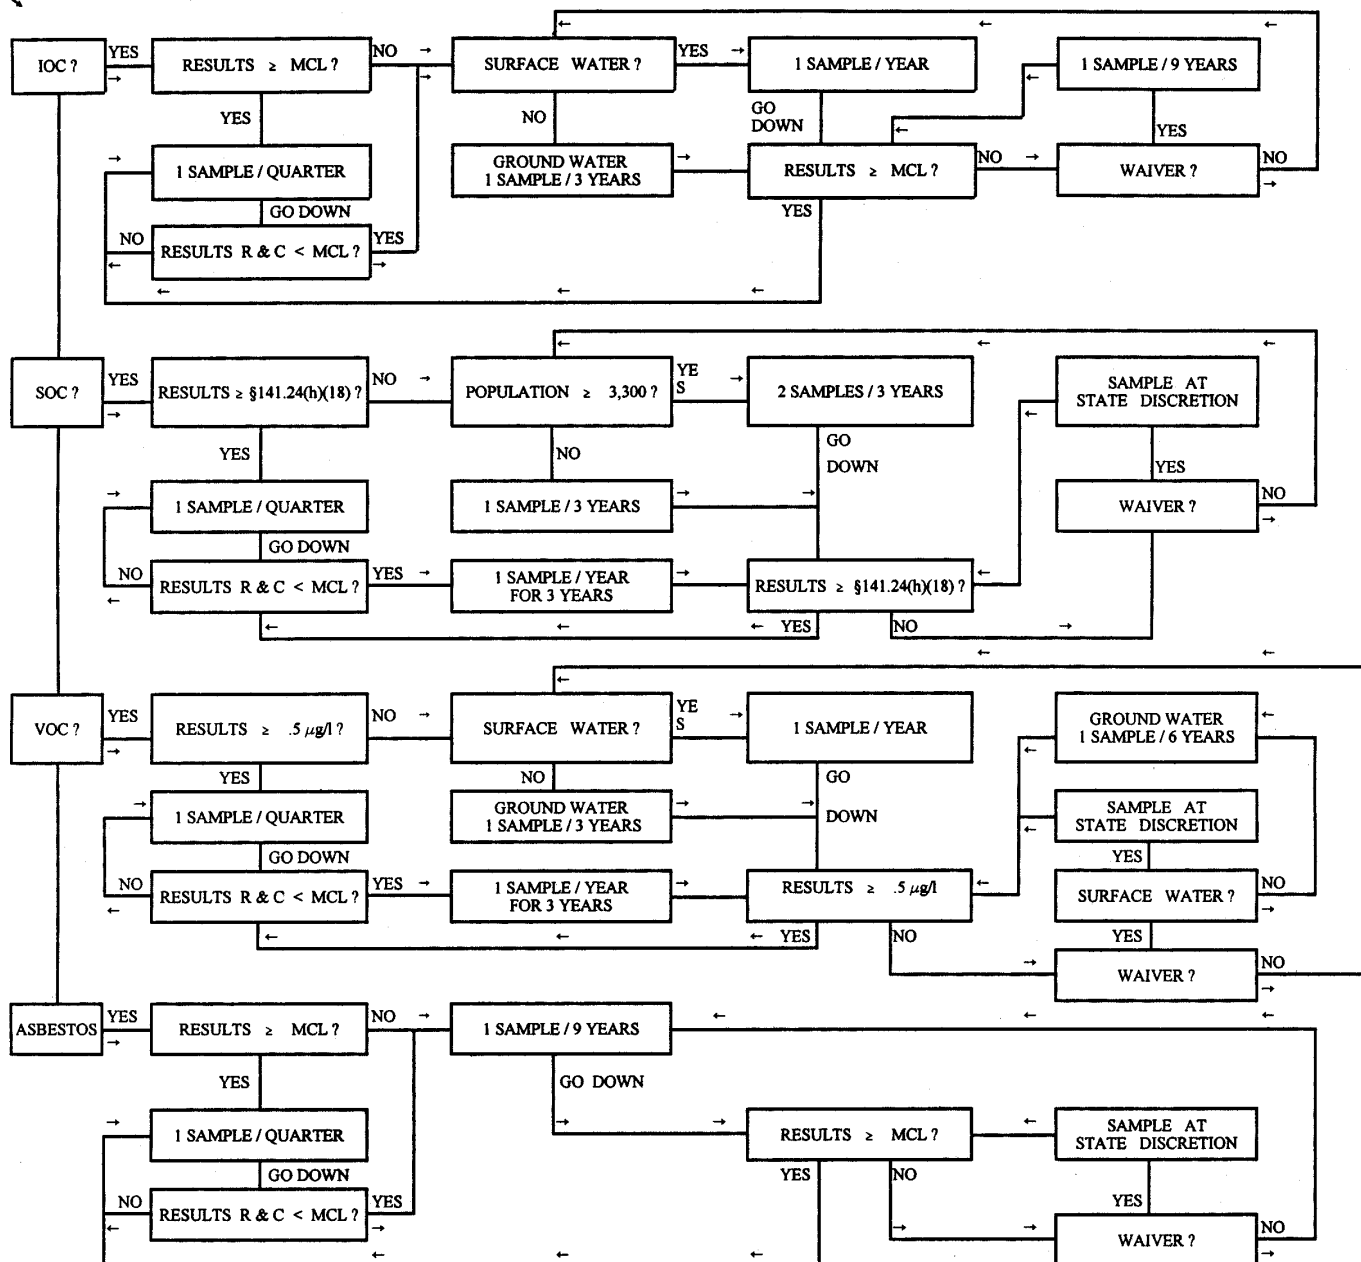 IOC ?
YES
RESULTS ≥ MCL ?
NO
SURFACE WATER ?
YES
1 SAMPLE / YEAR
1 SAMPLE / 9 YEARS
YES
NO
GO
DOWN
YES
1 SAMPLE / QUARTER
GROUND WATER
1 SAMPLE / 3 YEARS
RESULTS ≥ MCL ?
NO
WAIVER ?
NO
GO DOWN
YES
NO
RESULTS R & C < MCL ?
YES
SOC ?
YES
RESULTS ≥ §141.24(h)(18) ?
NO
POPULATION ≥ 3,300 ?
YE
S
2 SAMPLES / 3 YEARS
SAMPLE AT
STATE DISCRETION
YES
NO
GO
DOWN
YES
1 SAMPLE / QUARTER
1 SAMPLE / 3 YEARS
WAIVER ?
NO
GO DOWN
NO
RESULTS R & C < MCL ?
YES
1 SAMPLE / YEAR
FOR 3 YEARS
RESULTS ≥ §141.24(h)(18) ?
YES
NO
VOC ?
YES
RESULTS ≥ .5 µg/l ?
NO
SURFACE WATER ?
YE
S
1 SAMPLE / YEAR
GROUND WATER
1 SAMPLE / 6 YEARS
YES
NO
GO
DOWN
1 SAMPLE / QUARTER
GROUND WATER
1 SAMPLE / 3 YEARS
SAMPLE AT
STATE DISCRETION
GO DOWN
YES
NO
RESULTS R & C < MCL ?
YES
1 SAMPLE / YEAR
FOR 3 YEARS
RESULTS ≥ .5 µg/l
SURFACE WATER ?
NO
YES
NO
YES
WAIVER ?
NO
ASBESTOS
YES
RESULTS ≥ MCL ?
NO
1 SAMPLE / 9 YEARS
YES
GO DOWN
1 SAMPLE / QUARTER
RESULTS ≥ MCL ?
SAMPLE AT
STATE DISCRETION
GO DOWN
YES
NO
YES
NO
RESULTS R & C < MCL ?
YES
WAIVER ?
NO